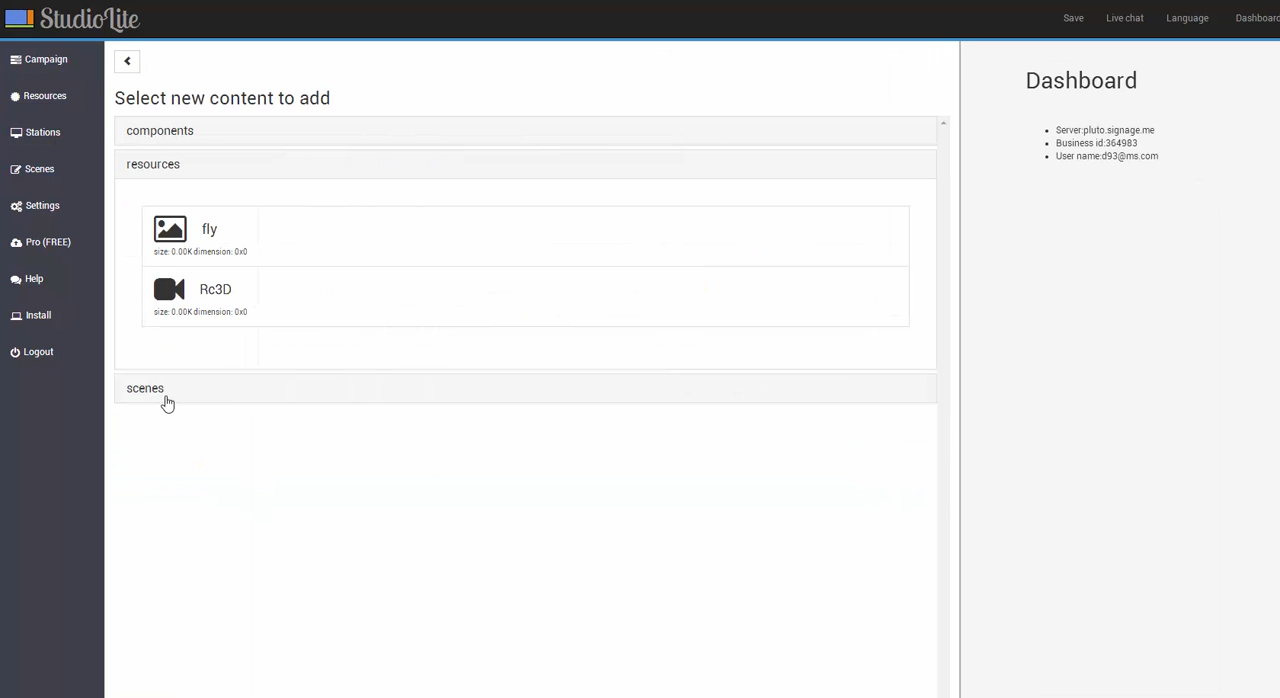 StudioLite
Save
Live chat
Language
Dashboard
Campaign
Resources
Stations
Scenes
Settings
Pro (FREE)
Help
Install
Logout
Select new content to add
components
resources
fly
size: 0.00K dimension: 0x0
Rc3D
size: 0.00K dimension: 0x0
scenes
Dashboard
Server:pluto.signage.me
Business id:364983
User name:d93@ms.com